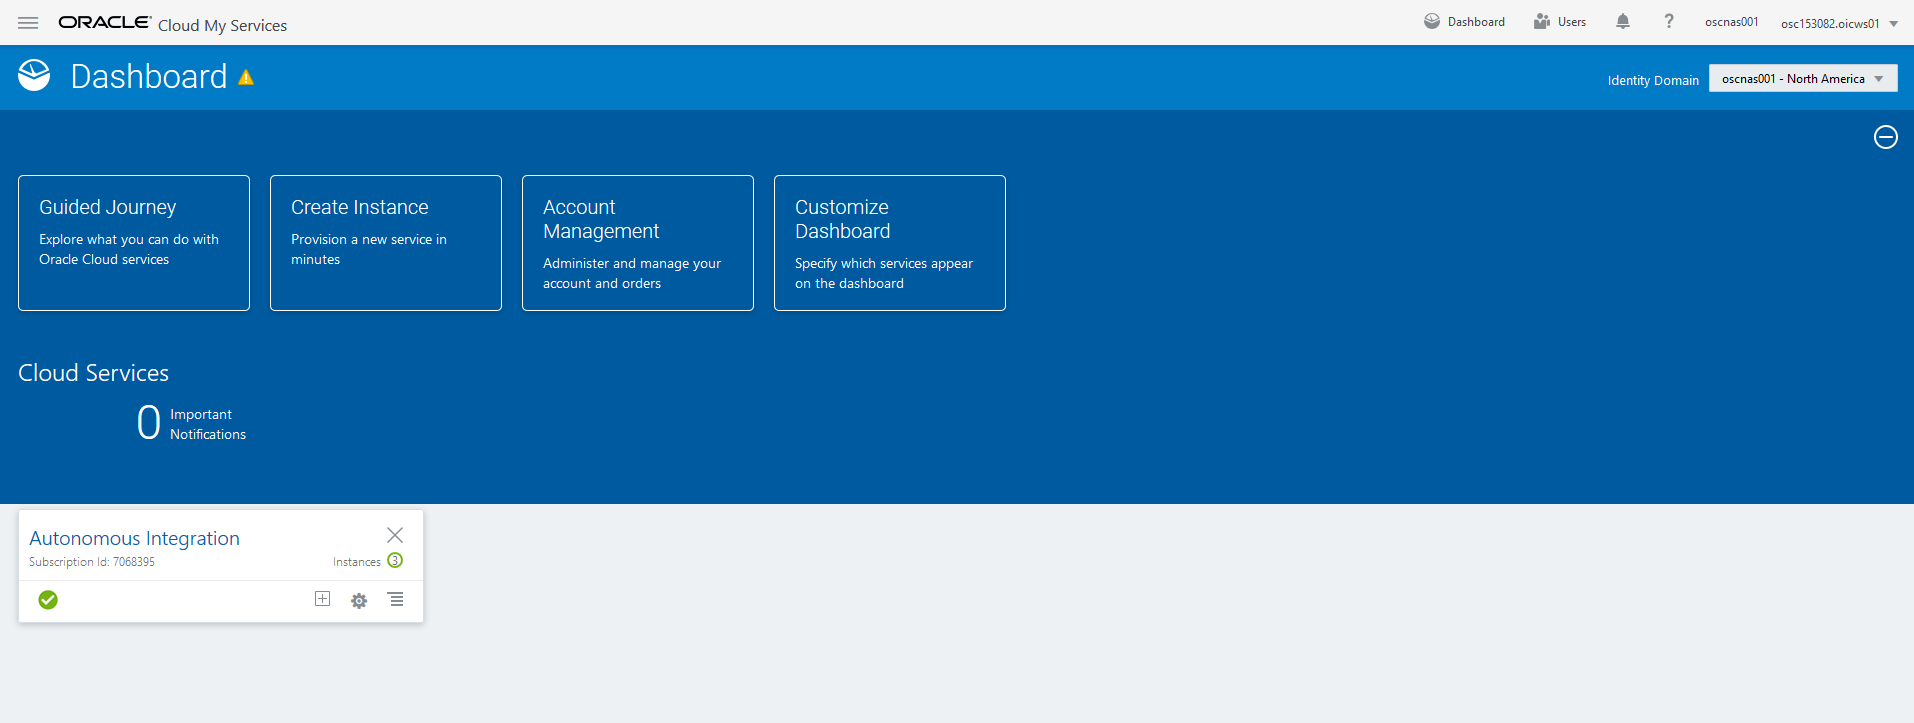 ORACLE Cloud My Services
Dashboard
Users
?
oscnas001
osc153082.oicws01
Dashboard
Identity Domain
oscnas001 - North America
Guided Journey
Explore what you can do with
Oracle Cloud services
Create Instance
Provision a new service in
minutes
Account
Management
Administer and manage your
account and orders
Customize
Dashboard
Specify which services appear
on the dashboard
Cloud Services
0 Important
Notifications
Autonomous Integration
Subscription Id: 7068395
Instances 3